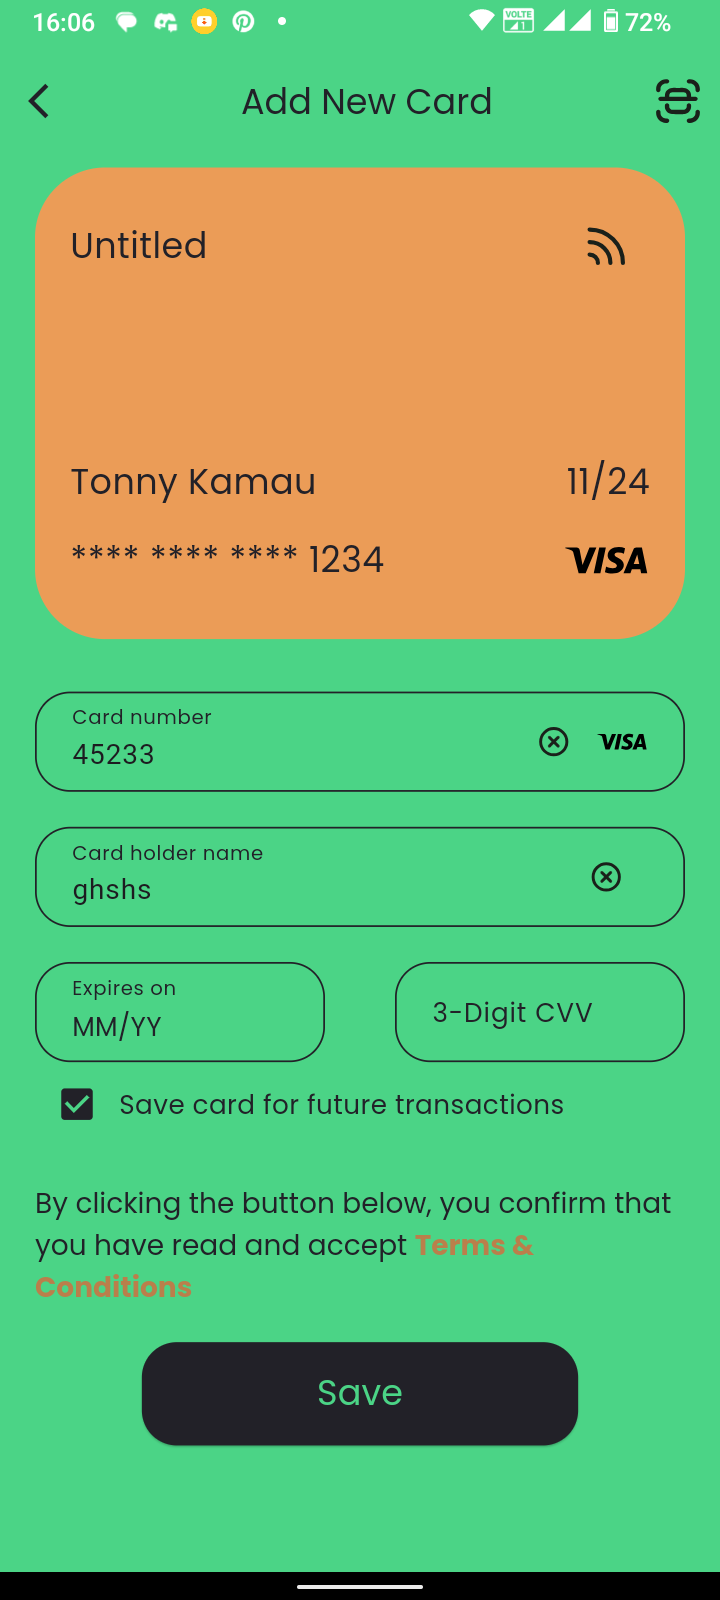 16:06 VoLTE 1 72%
Add New Card
Untitled
Tonny Kamau 11/24
**** **** **** 1234 VISA
Card number
45233 VISA
Card holder name
ghshs
Expires on
MM/YY 3-Digit CVV
Save card for future transactions
By clicking the button below, you confirm that
you have read and accept Terms &
Conditions
Save